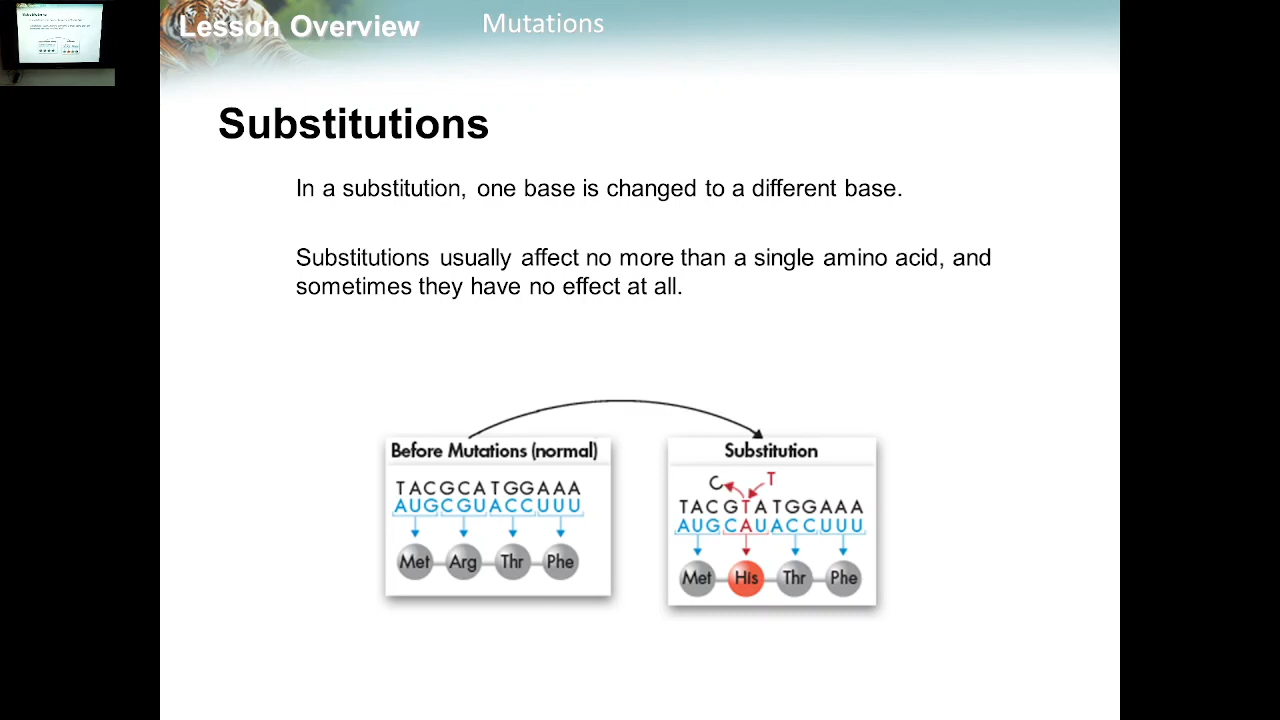 Lesson Overview Mutations
Substitutions
In a substitution, one base is changed to a different base.
Substitutions usually affect no more than a single amino acid, and
sometimes they have no effect at all.
Before Mutations (normal)
TACGCATGGAAA
AUGCGUACCUUU
Met Arg Thr Phe
Substitution
C T
TACGTATGGAAA
AUGCAUACCUUU
Met His Thr Phe